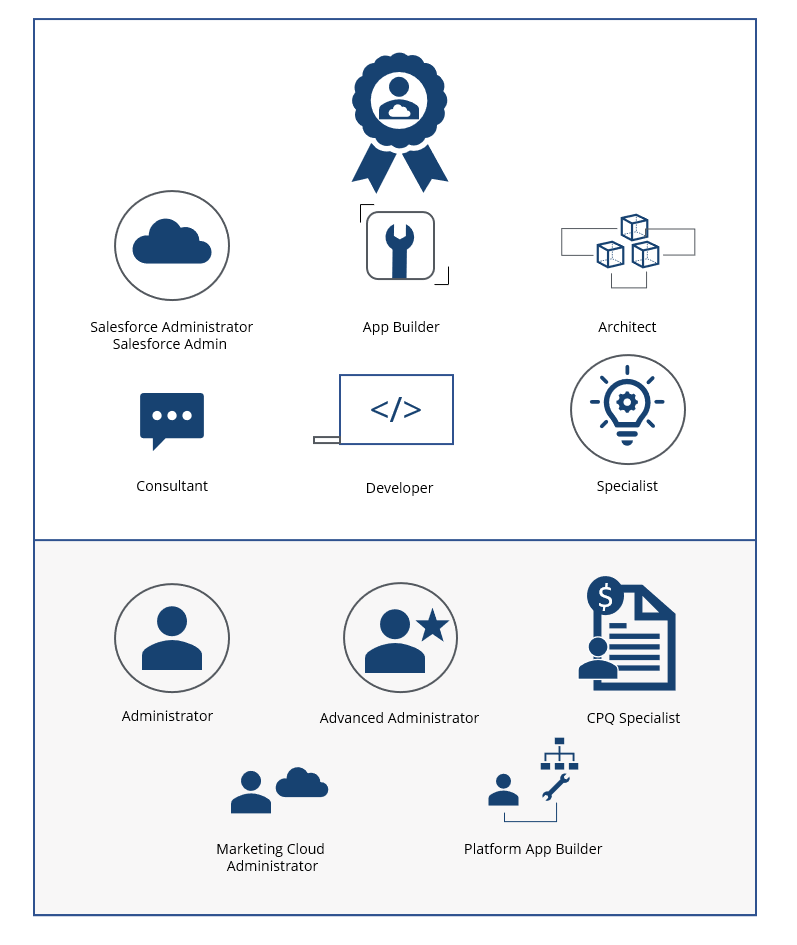 Salesforce Administrator
Salesforce Admin
App Builder
Architect
</>
Consultant
Developer
Specialist
$
Administrator
Advanced Administrator
CPQ Specialist
Marketing Cloud
Administrator
Platform App Builder